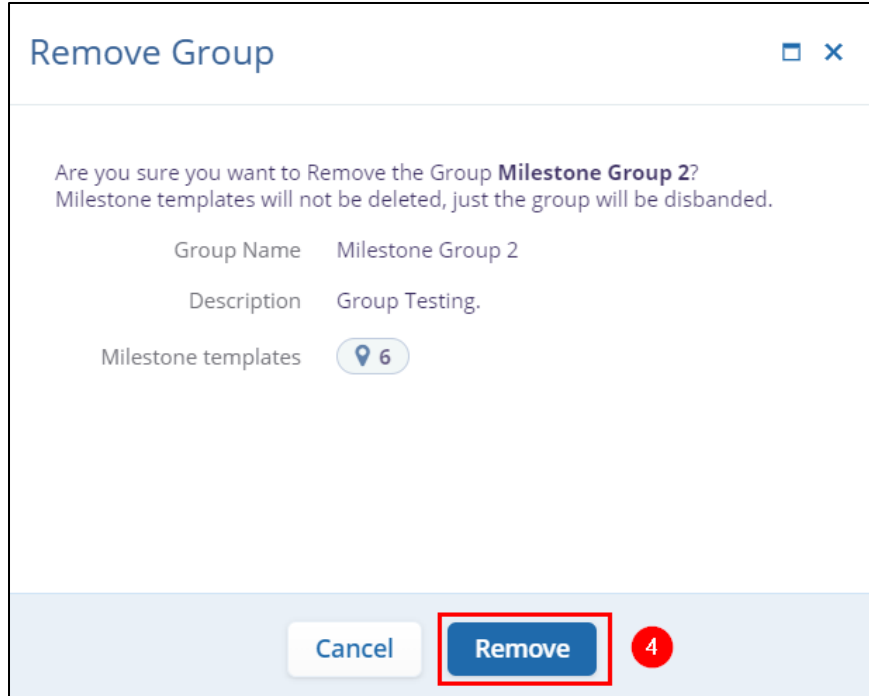 Remove Group
Are you sure you want to Remove the Group Milestone Group 2?
Milestone templates will not be deleted, just the group will be disbanded.
Group Name Milestone Group 2
Description Group Testing.
Milestone templates 6
Cancel Remove 4